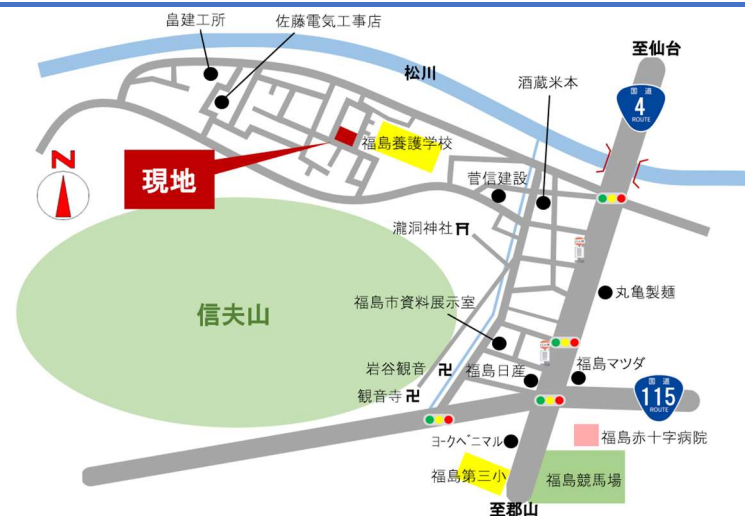 畠建工所
佐藤電気工事店
至仙台
松川
酒蔵米本
国道
4
ROUTE
福島養護学校
N
現地
菅信建設
瀧洞神社
丸亀製麺
信夫山
福島市資料展示室
岩谷観音
福島日産
福島マツダ
観音寺
国道
115
ROUTE
ヨークベニマル
福島赤十字病院
福島第三小
福島競馬場
至郡山